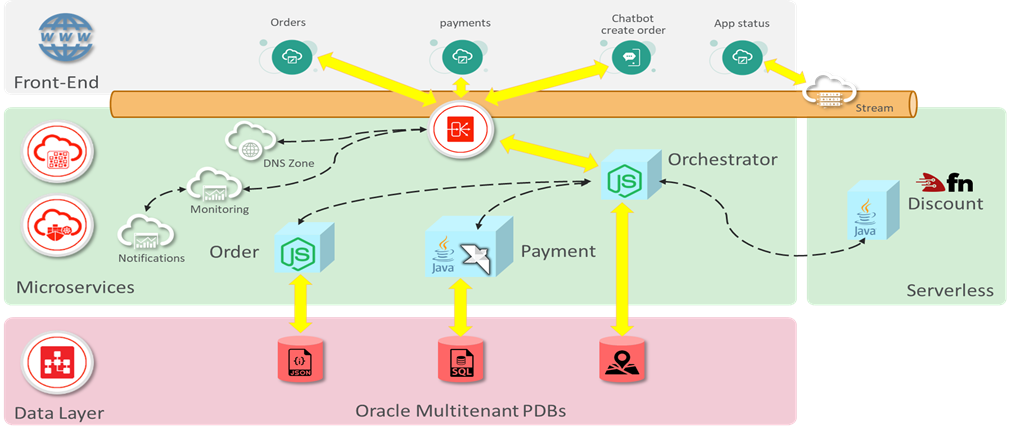 Orders
payments
Chatbot
create order
App status
WWW
Front-End
Stream
DNS Zone
Orchestrator
Monitoring
fn
Discount
Notifications
Order
JS
JS
Java
Payment
Java
Microservices
Serverless
{i}
JSON
SQL
Data Layer
Oracle Multitenant PDBs